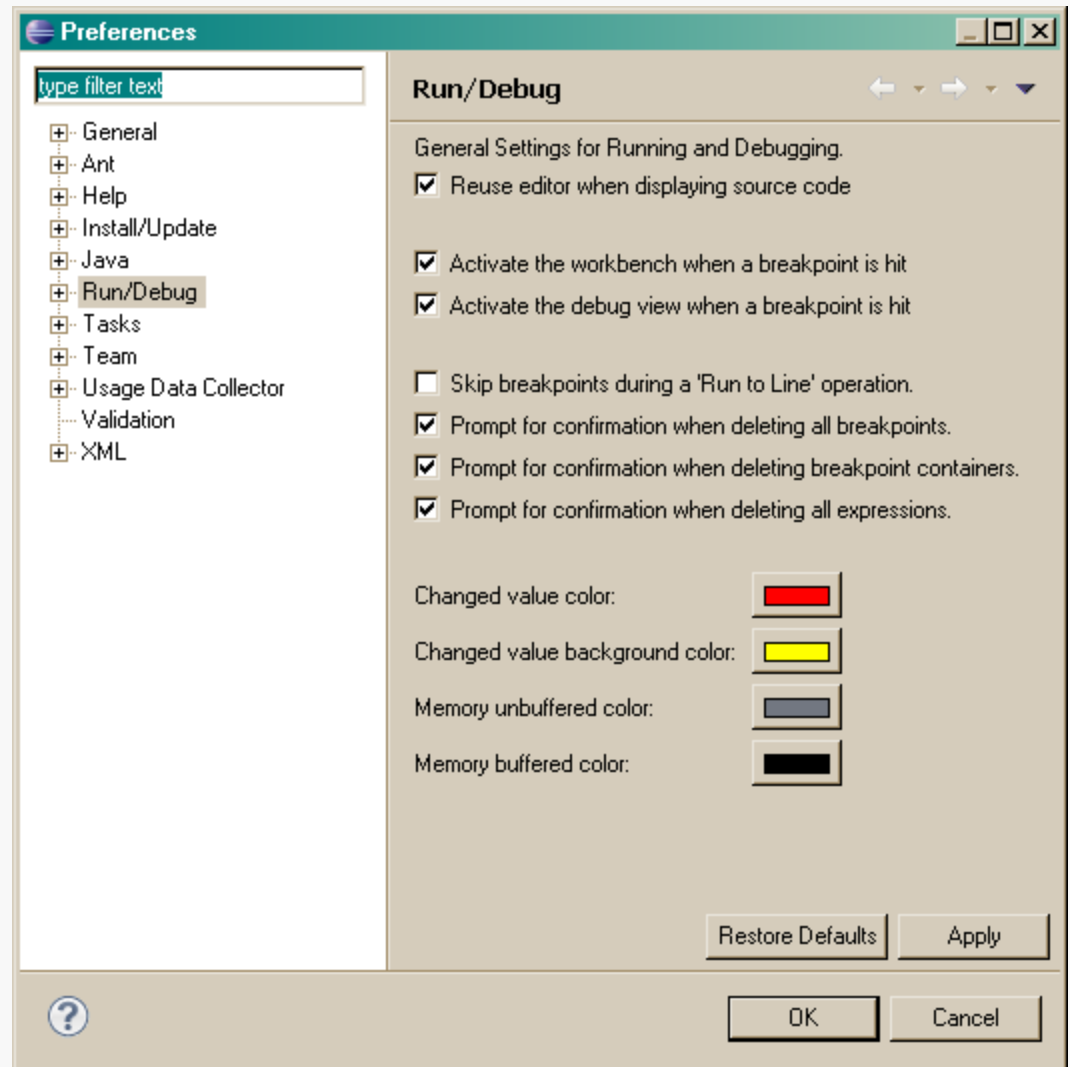 Preferences
type filter text
General
Ant
Help
Install/Update
Java
Run/Debug
Tasks
Team
Usage Data Collector
Validation
XML
Run/Debug
General Settings for Running and Debugging.
Reuse editor when displaying source code
Activate the workbench when a breakpoint is hit
Activate the debug view when a breakpoint is hit
Skip breakpoints during a 'Run to Line' operation.
Prompt for confirmation when deleting all breakpoints.
Prompt for confirmation when deleting breakpoint containers.
Prompt for confirmation when deleting all expressions.
Changed value color:
Changed value background color:
Memory unbuffered color:
Memory buffered color:
Restore Defaults Apply
OK Cancel